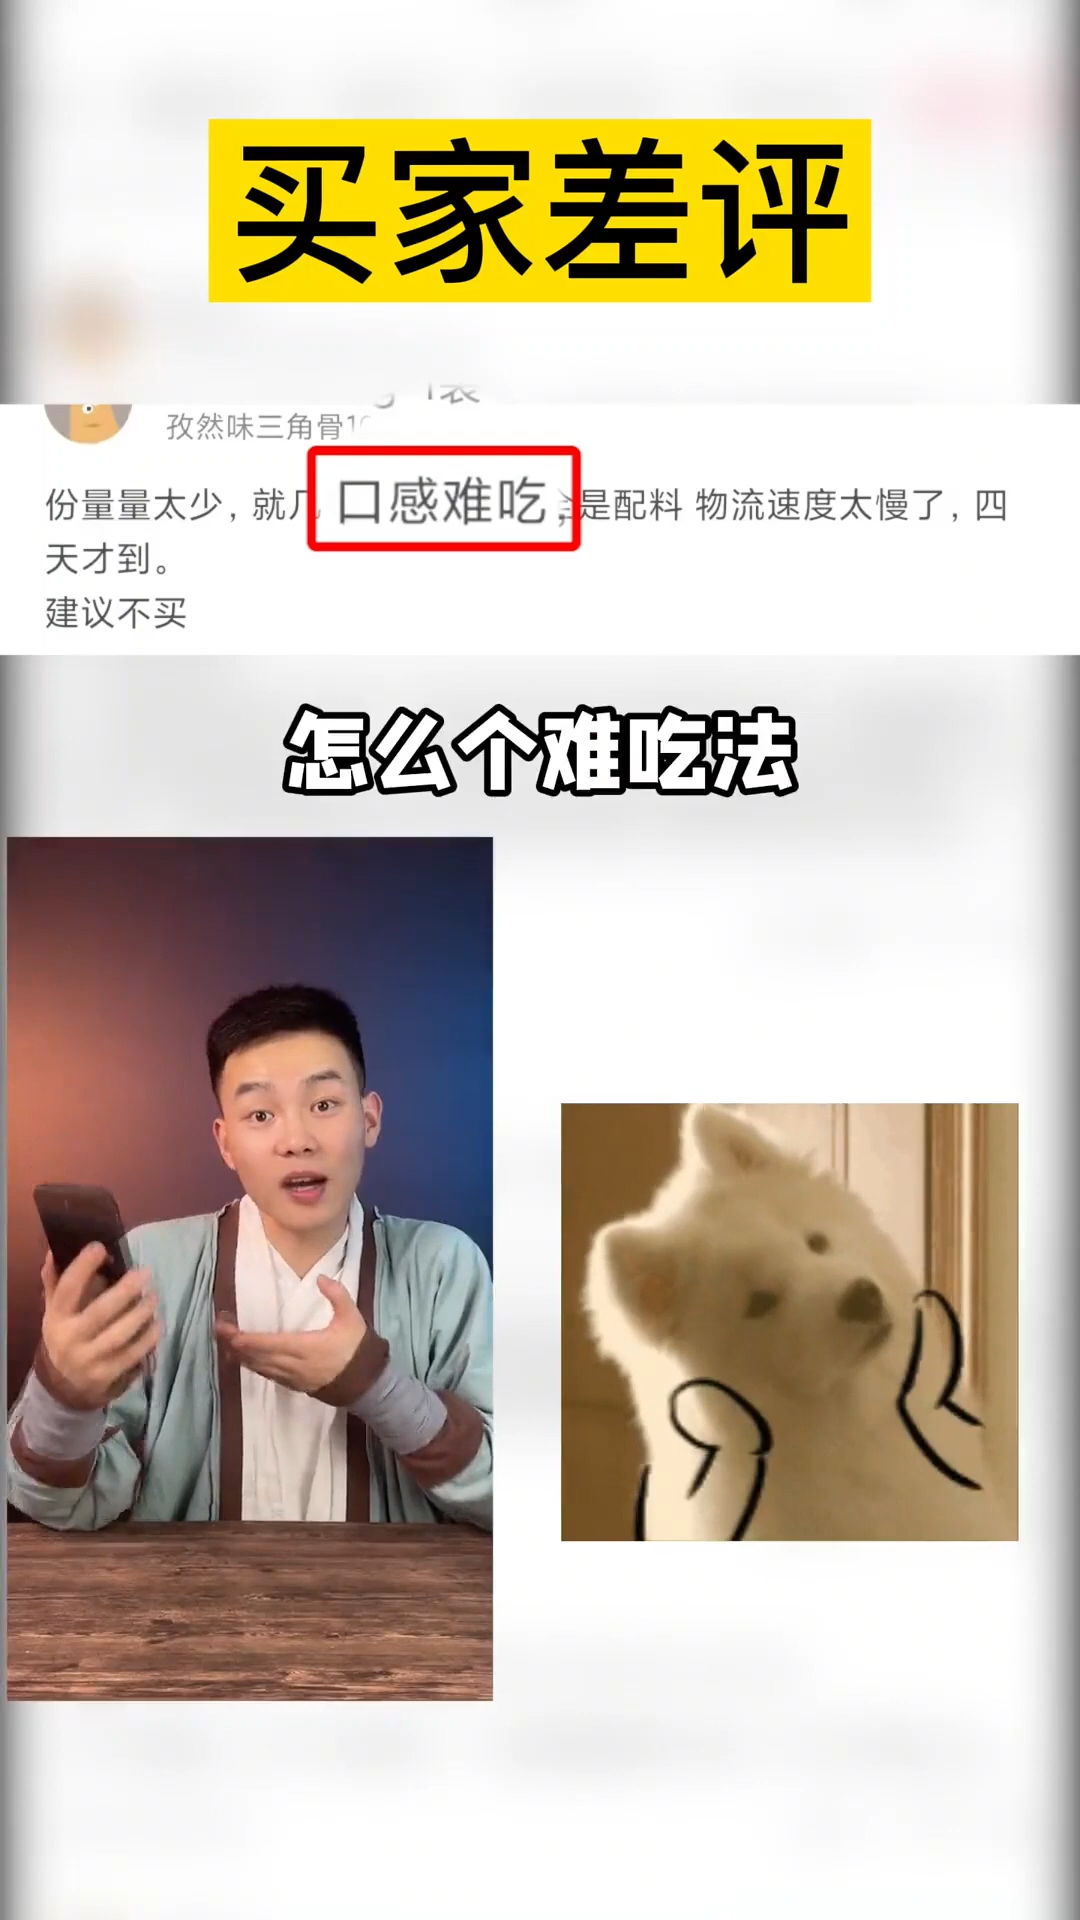 买家差评
孜然味三角骨1
份量量太少，就几 口感难吃，全是配料 物流速度太慢了，四
天才到。
建议不买
怎么个难吃法